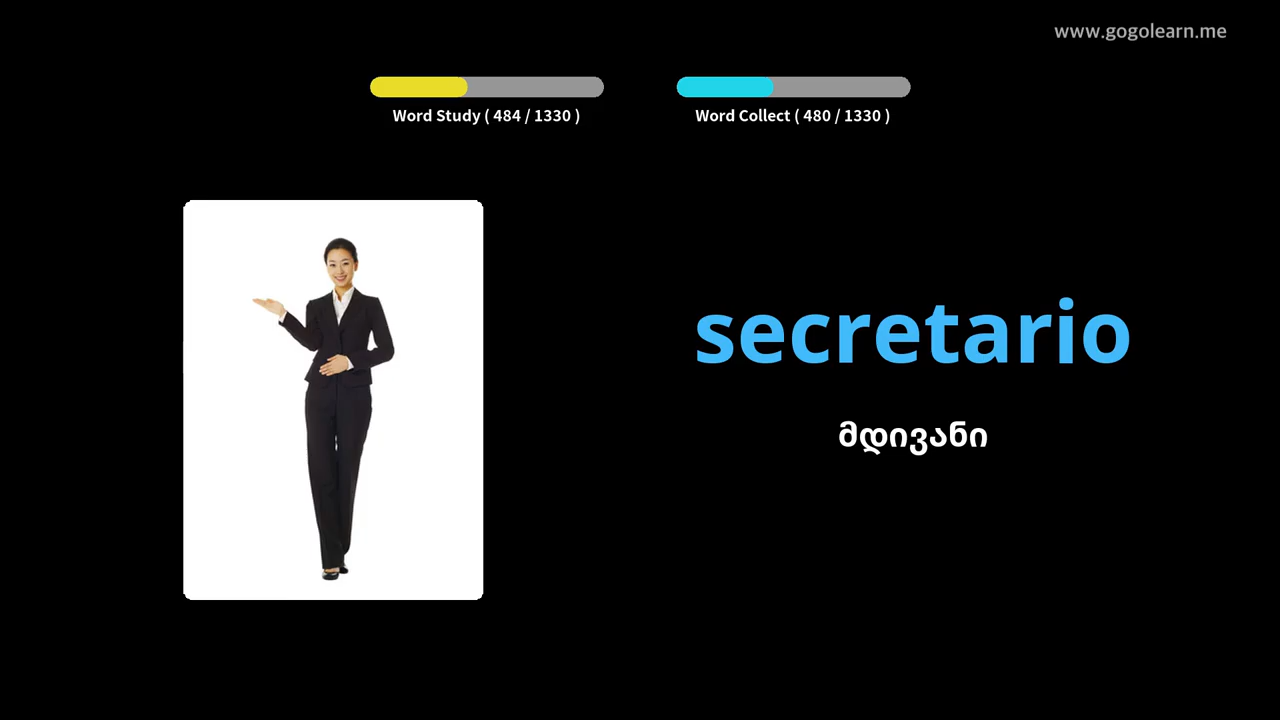 www.gogolearn.me
Word Study ( 484 / 1330 )
Word Collect ( 480 / 1330 )
secretario
მდივანი